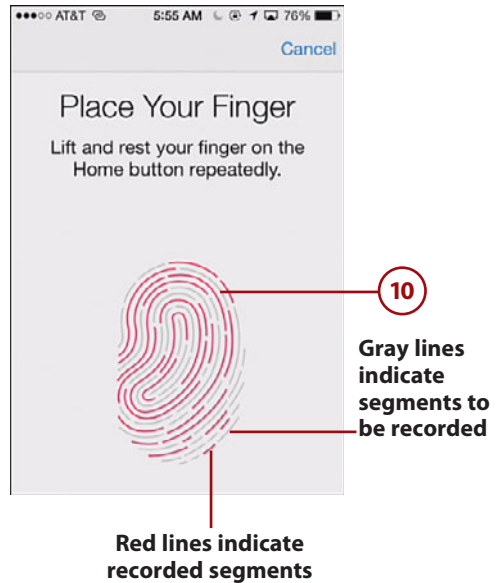 AT&T 5:55 AM 76%
Cancel
Place Your Finger
Lift and rest your finger on the
Home button repeatedly.
10
Gray lines
indicate
segments to
be recorded
Red lines indicate
recorded segments